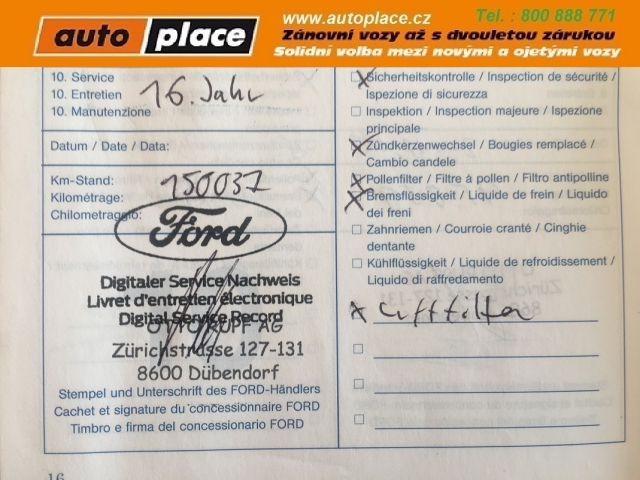 auto place
www.autoplace.cz
Tel. : 800 888 771
Zánovní vozy až s dvouletou zárukou
Solidní volba mezi novými a ojetými vozy
10. Service
10. Entretien
10. Manutenzione
16. Jahr
Datum / Date / Data:
Km-Stand:
Kilométrage:
Chilometraggio:
150037
Ford
Digitaler Service Nachweis
Livret d'entretien électronique
Digital Service Record
OTTO RUPF AG
Zürichstrasse 127-131
8600 Dübendorf
Stempel und Unterschrift des FORD-Händlers
Cachet et signature du concessionnaire FORD
Timbro e firma del concessionario FORD
Sicherheitskontrolle / Inspection de sécurité /
Ispezione di sicurezza
Inspektion / Inspection majeure / Ispezione
principale
Zündkerzenwechsel / Bougies remplacé /
Cambio candele
Pollenfilter / Filtre à pollen / Filtro antipolline
Bremsflüssigkeit / Liquide de frein / Liquido
dei freni
Zahnriemen / Courroie cranté / Cinghie
dentante
Kühlflüssigkeit / Liquide de refroidissement /
Liquido di raffredamento
Luftfilter
16